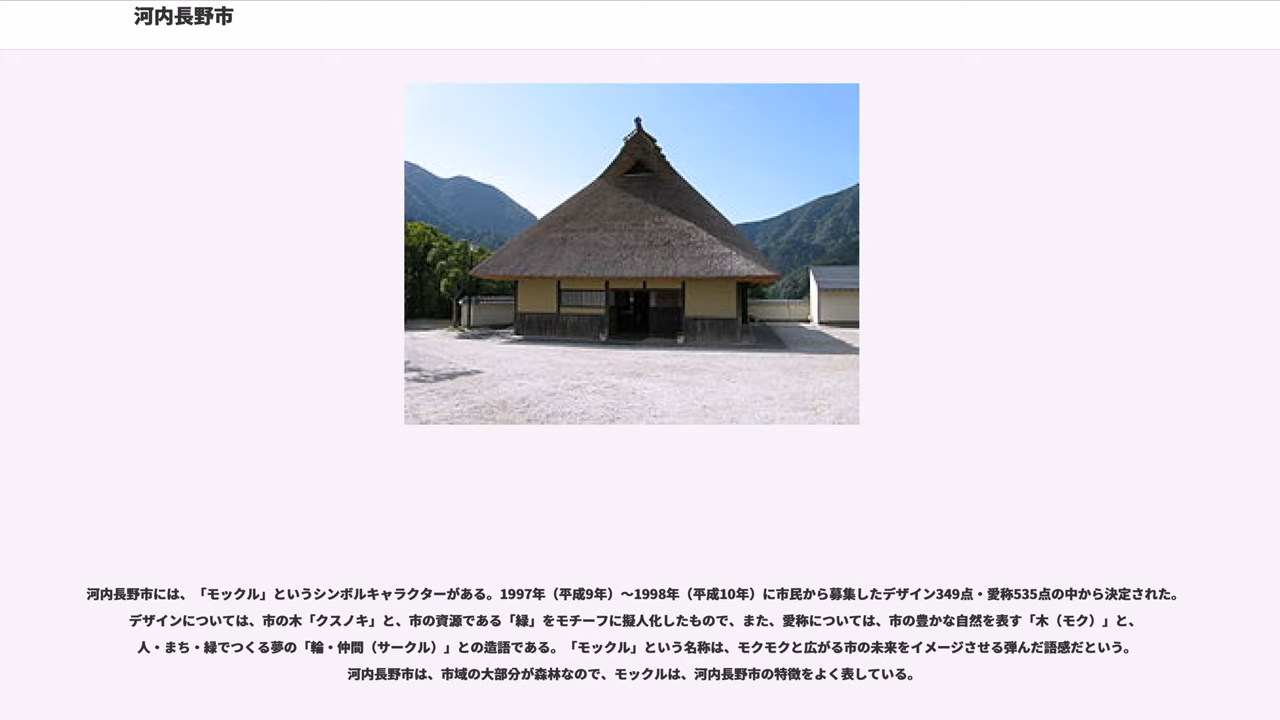 河内長野市
河内長野市には、「モックル」というシンボルキャラクターがある。1997年（平成9年）〜1998年（平成10年）に市民から募集したデザイン349点・愛称535点の中から決定された。
デザインについては、市の木「クスノキ」と、市の資源である「緑」をモチーフに擬人化したもので、また、愛称については、市の豊かな自然を表す「木（モク）」と、
人・まち・緑でつくる夢の「輪・仲間（サークル）」との造語である。「モックル」という名称は、モクモクと広がる市の未来をイメージさせる弾んだ語感だという。
河内長野市は、市域の大部分が森林なので、モックルは、河内長野市の特徴をよく表している。